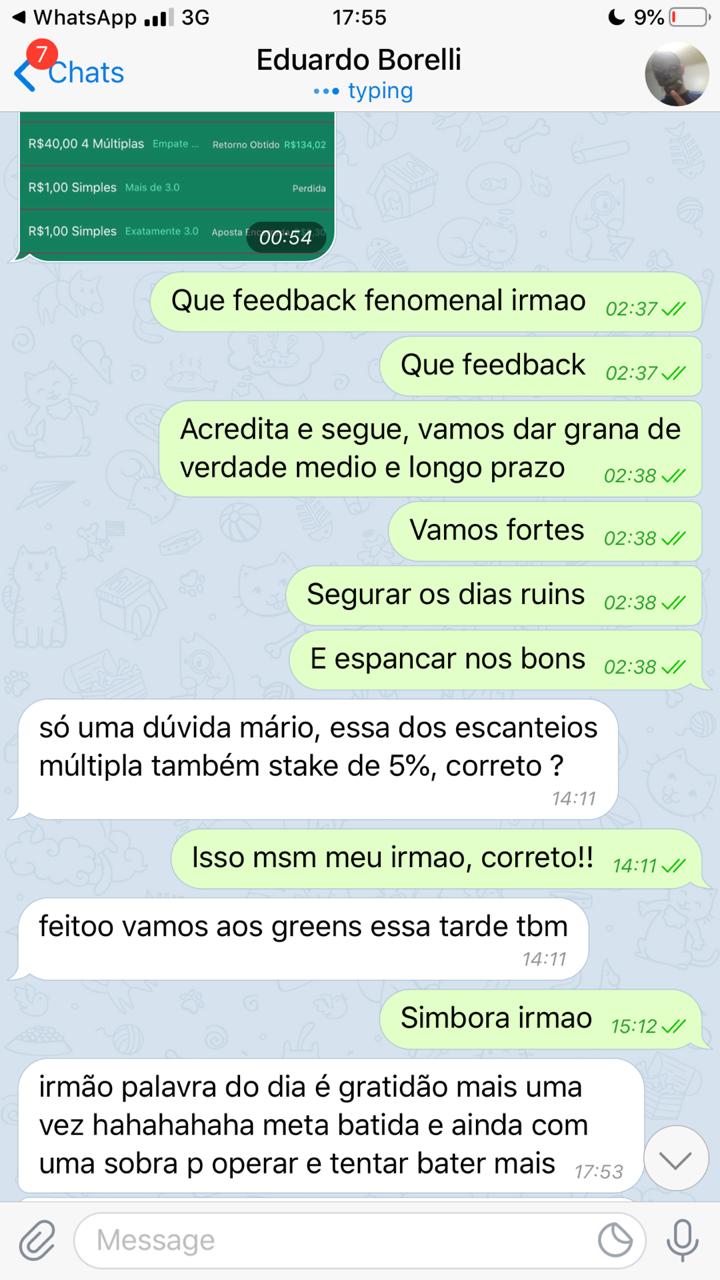 WhatsApp 3G 17:55 9%
7
Chats
Eduardo Borelli
typing
R$40,00 4 Múltiplas Empate ... Retorno Obtido R$134,02
R$1,00 Simples Mais de 3.0 Perdida
R$1,00 Simples Exatamente 3.0 Aposta
00:54
Que feedback fenomenal irmao 02:37
Que feedback 02:37
Acredita e segue, vamos dar grana de
verdade medio e longo prazo 02:38
Vamos fortes 02:38
Segurar os dias ruins 02:38
E espancar nos bons 02:38
só uma dúvida mário, essa dos escanteios
múltipla também stake de 5%, correto ?
14:11
Isso msm meu irmao, correto!! 14:11
feitoo vamos aos greens essa tarde tbm
14:11
Simbora irmao 15:12
irmão palavra do dia é gratidão mais uma
vez hahahahaha meta batida e ainda com
uma sobra p operar e tentar bater mais 17:53
Message